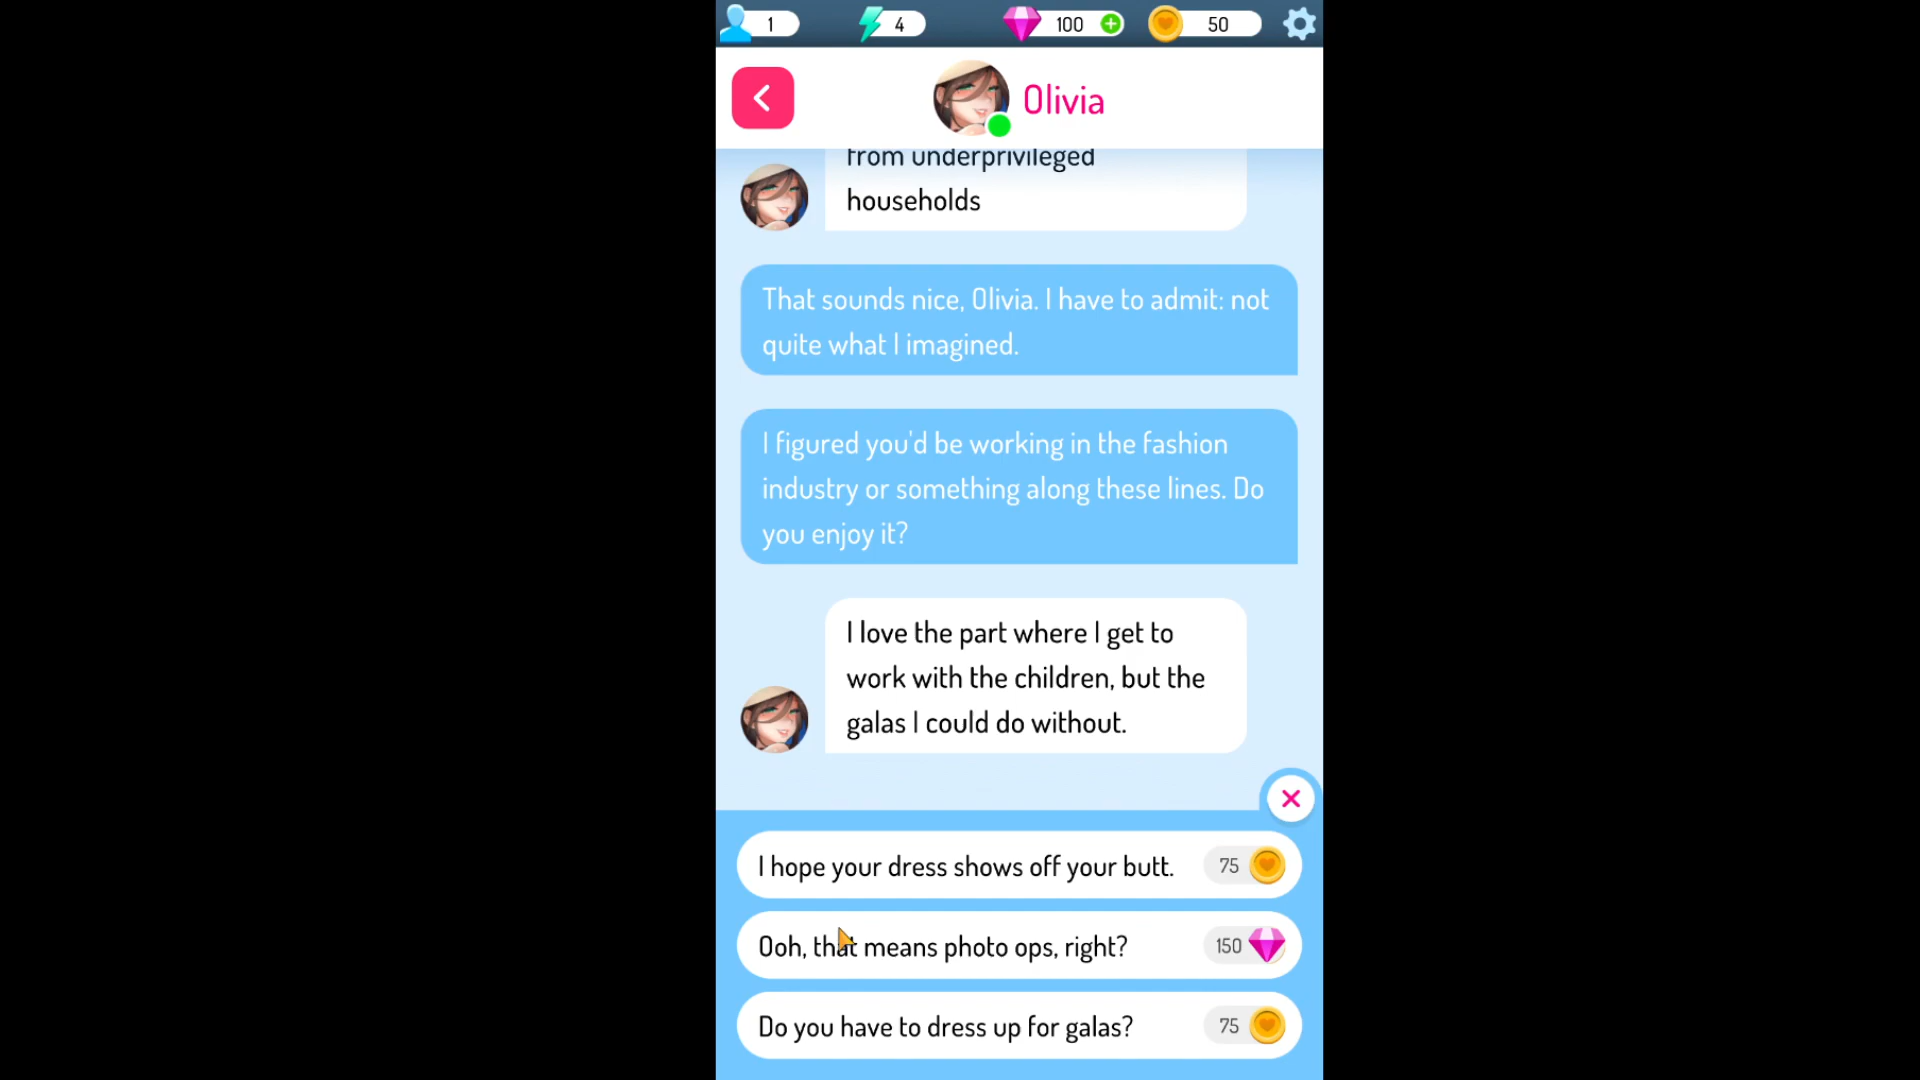 1
4
100
50
Olivia
from underprivileged
households
That sounds nice, Olivia. I have to admit: not
quite what I imagined.
I figured you'd be working in the fashion
industry or something along these lines. Do
you enjoy it?
I love the part where I get to
work with the children, but the
galas I could do without.
I hope your dress shows off your butt. 75
Ooh, that means photo ops, right? 150
Do you have to dress up for galas? 75